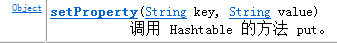 Object setProperty(String key, String value)
调用 Hashtable 的方法 put。